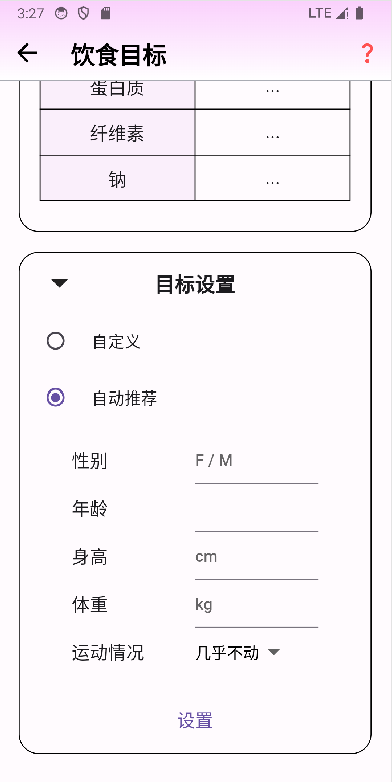 3:27 LTE
饮食目标 ?
蛋白质 ...
纤维素 ...
钠 ...
目标设置
自定义
自动推荐
性别 F / M
年龄
身高 cm
体重 kg
运动情况 几乎不动
设置